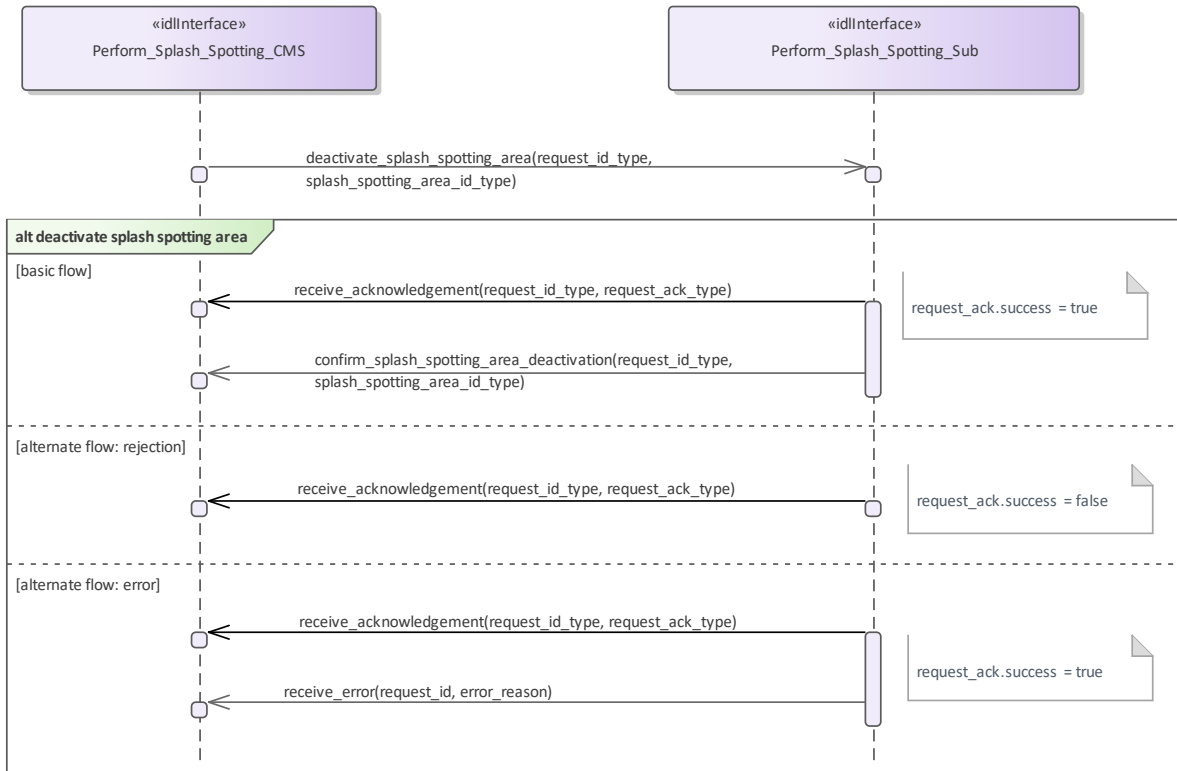 «idlInterface»
Perform_Splash_Spotting_CMS
«idlInterface»
Perform_Splash_Spotting_Sub
deactivate_splash_spotting_area(request_id_type,
splash_spotting_area_id_type)
alt deactivate splash spotting area
[basic flow]
receive_acknowledgement(request_id_type, request_ack_type)
request_ack.success = true
confirm_splash_spotting_area_deactivation(request_id_type,
splash_spotting_area_id_type)
[alternate flow: rejection]
receive_acknowledgement(request_id_type, request_ack_type)
request_ack.success = false
[alternate flow: error]
receive_acknowledgement(request_id_type, request_ack_type)
request_ack.success = true
receive_error(request_id, error_reason)